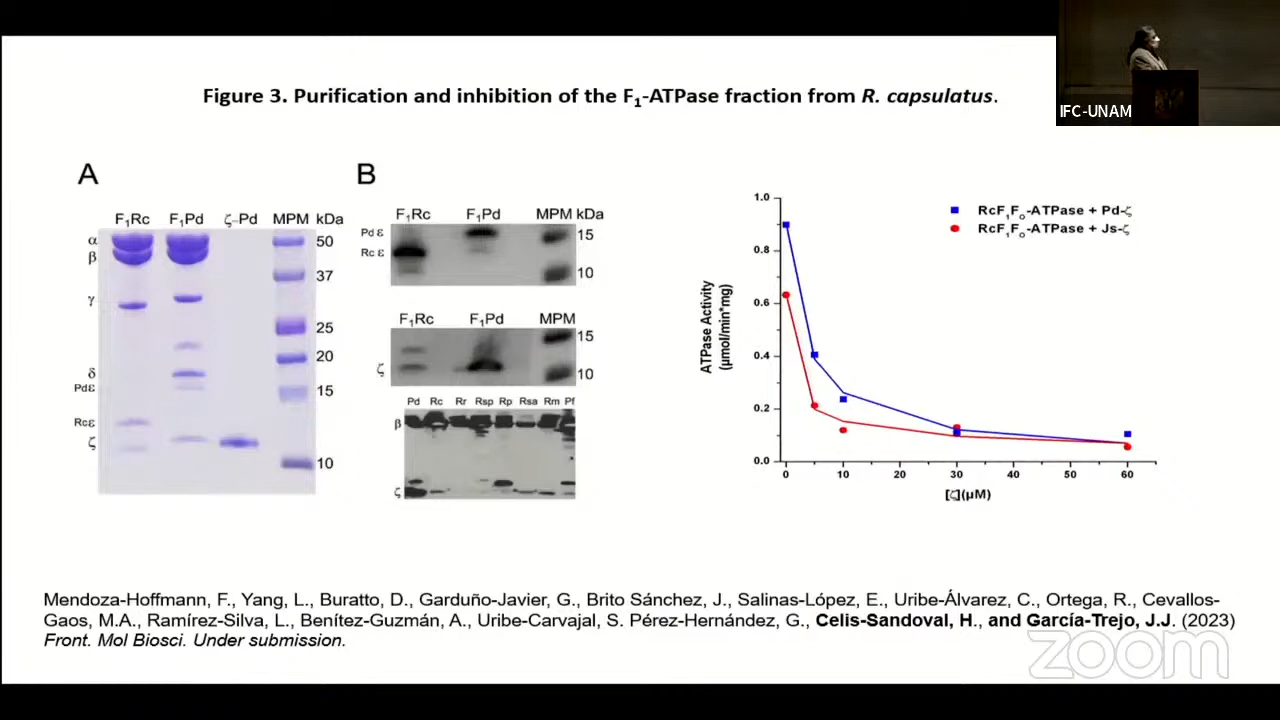 Figure 3. Purification and inhibition of the F1-ATPase fraction from R. capsulatus.
IFC-UNAM
A
F1Rc F1Pd ζ–Pd MPM kDa
α
β
γ
δ
Pdε
Rcε
ζ
50
37
25
20
15
10
B
F1Rc F1Pd MPM kDa
Pd ε
Rc ε
15
10
F1Rc F1Pd MPM
ζ
15
10
Pd Rc Rr Rsp Rp Rsa Rm Pf
β
ζ
RcF1FO-ATPase + Pd-ζ
RcF1FO-ATPase + Js-ζ
ATPase Activity
(µmol/min*mg)
1.0
0.8
0.6
0.4
0.2
0.0
0 10 20 30 40 50 60
[ζ](µM)
Mendoza-Hoffmann, F., Yang, L., Buratto, D., Garduño-Javier, G., Brito Sánchez, J., Salinas-López, E., Uribe-Álvarez, C., Ortega, R., Cevallos-
Gaos, M.A., Ramírez-Silva, L., Benítez-Guzmán, A., Uribe-Carvajal, S. Pérez-Hernández, G., Celis-Sandoval, H., and García-Trejo, J.J. (2023)
Front. Mol Biosci. Under submission.
zoom